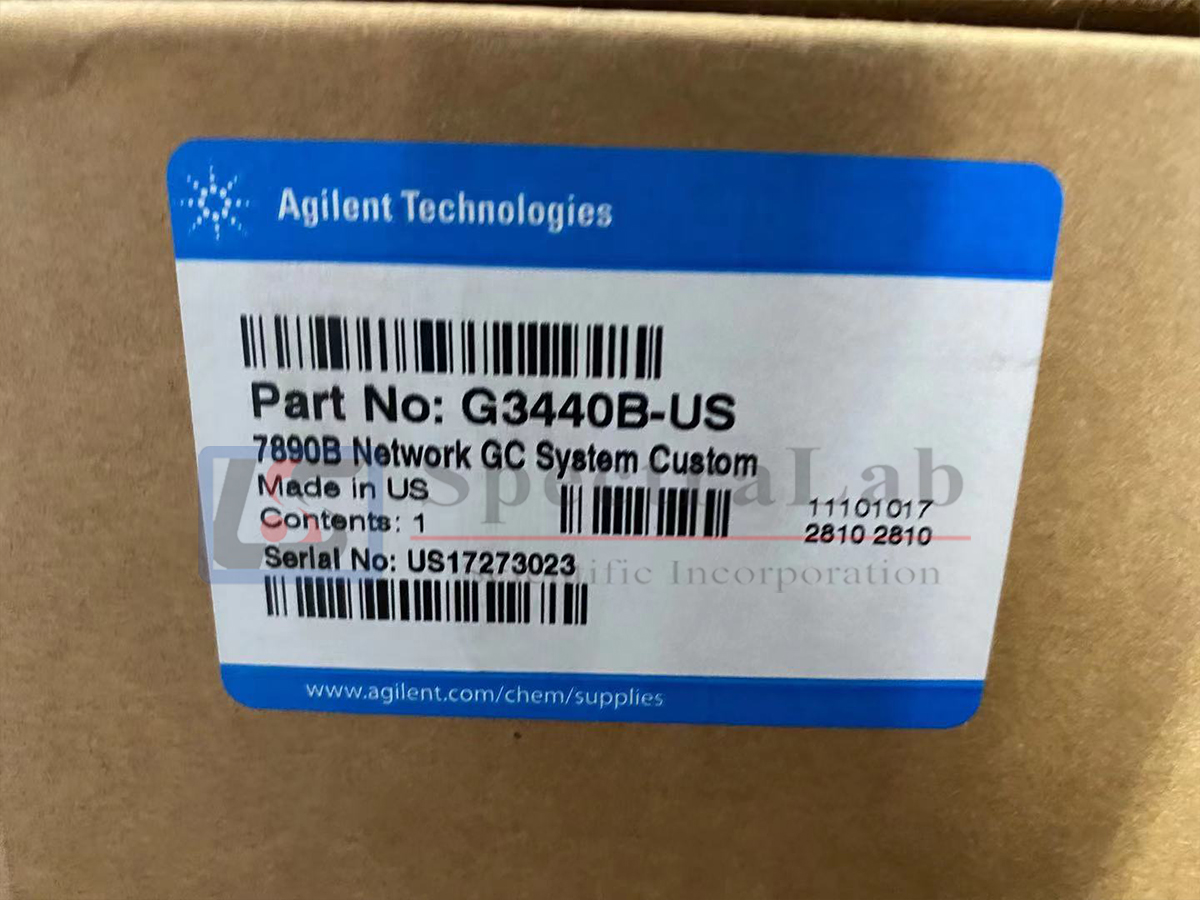 Agilent Technologies
Part No: G3440B-US
7890B Network GC System Custom
Made in US
Contents: 1
11101017
2810 2810
Serial No: US17273023
www.agilent.com/chem/supplies
LS
SpectraLab
Scientific Incorporation